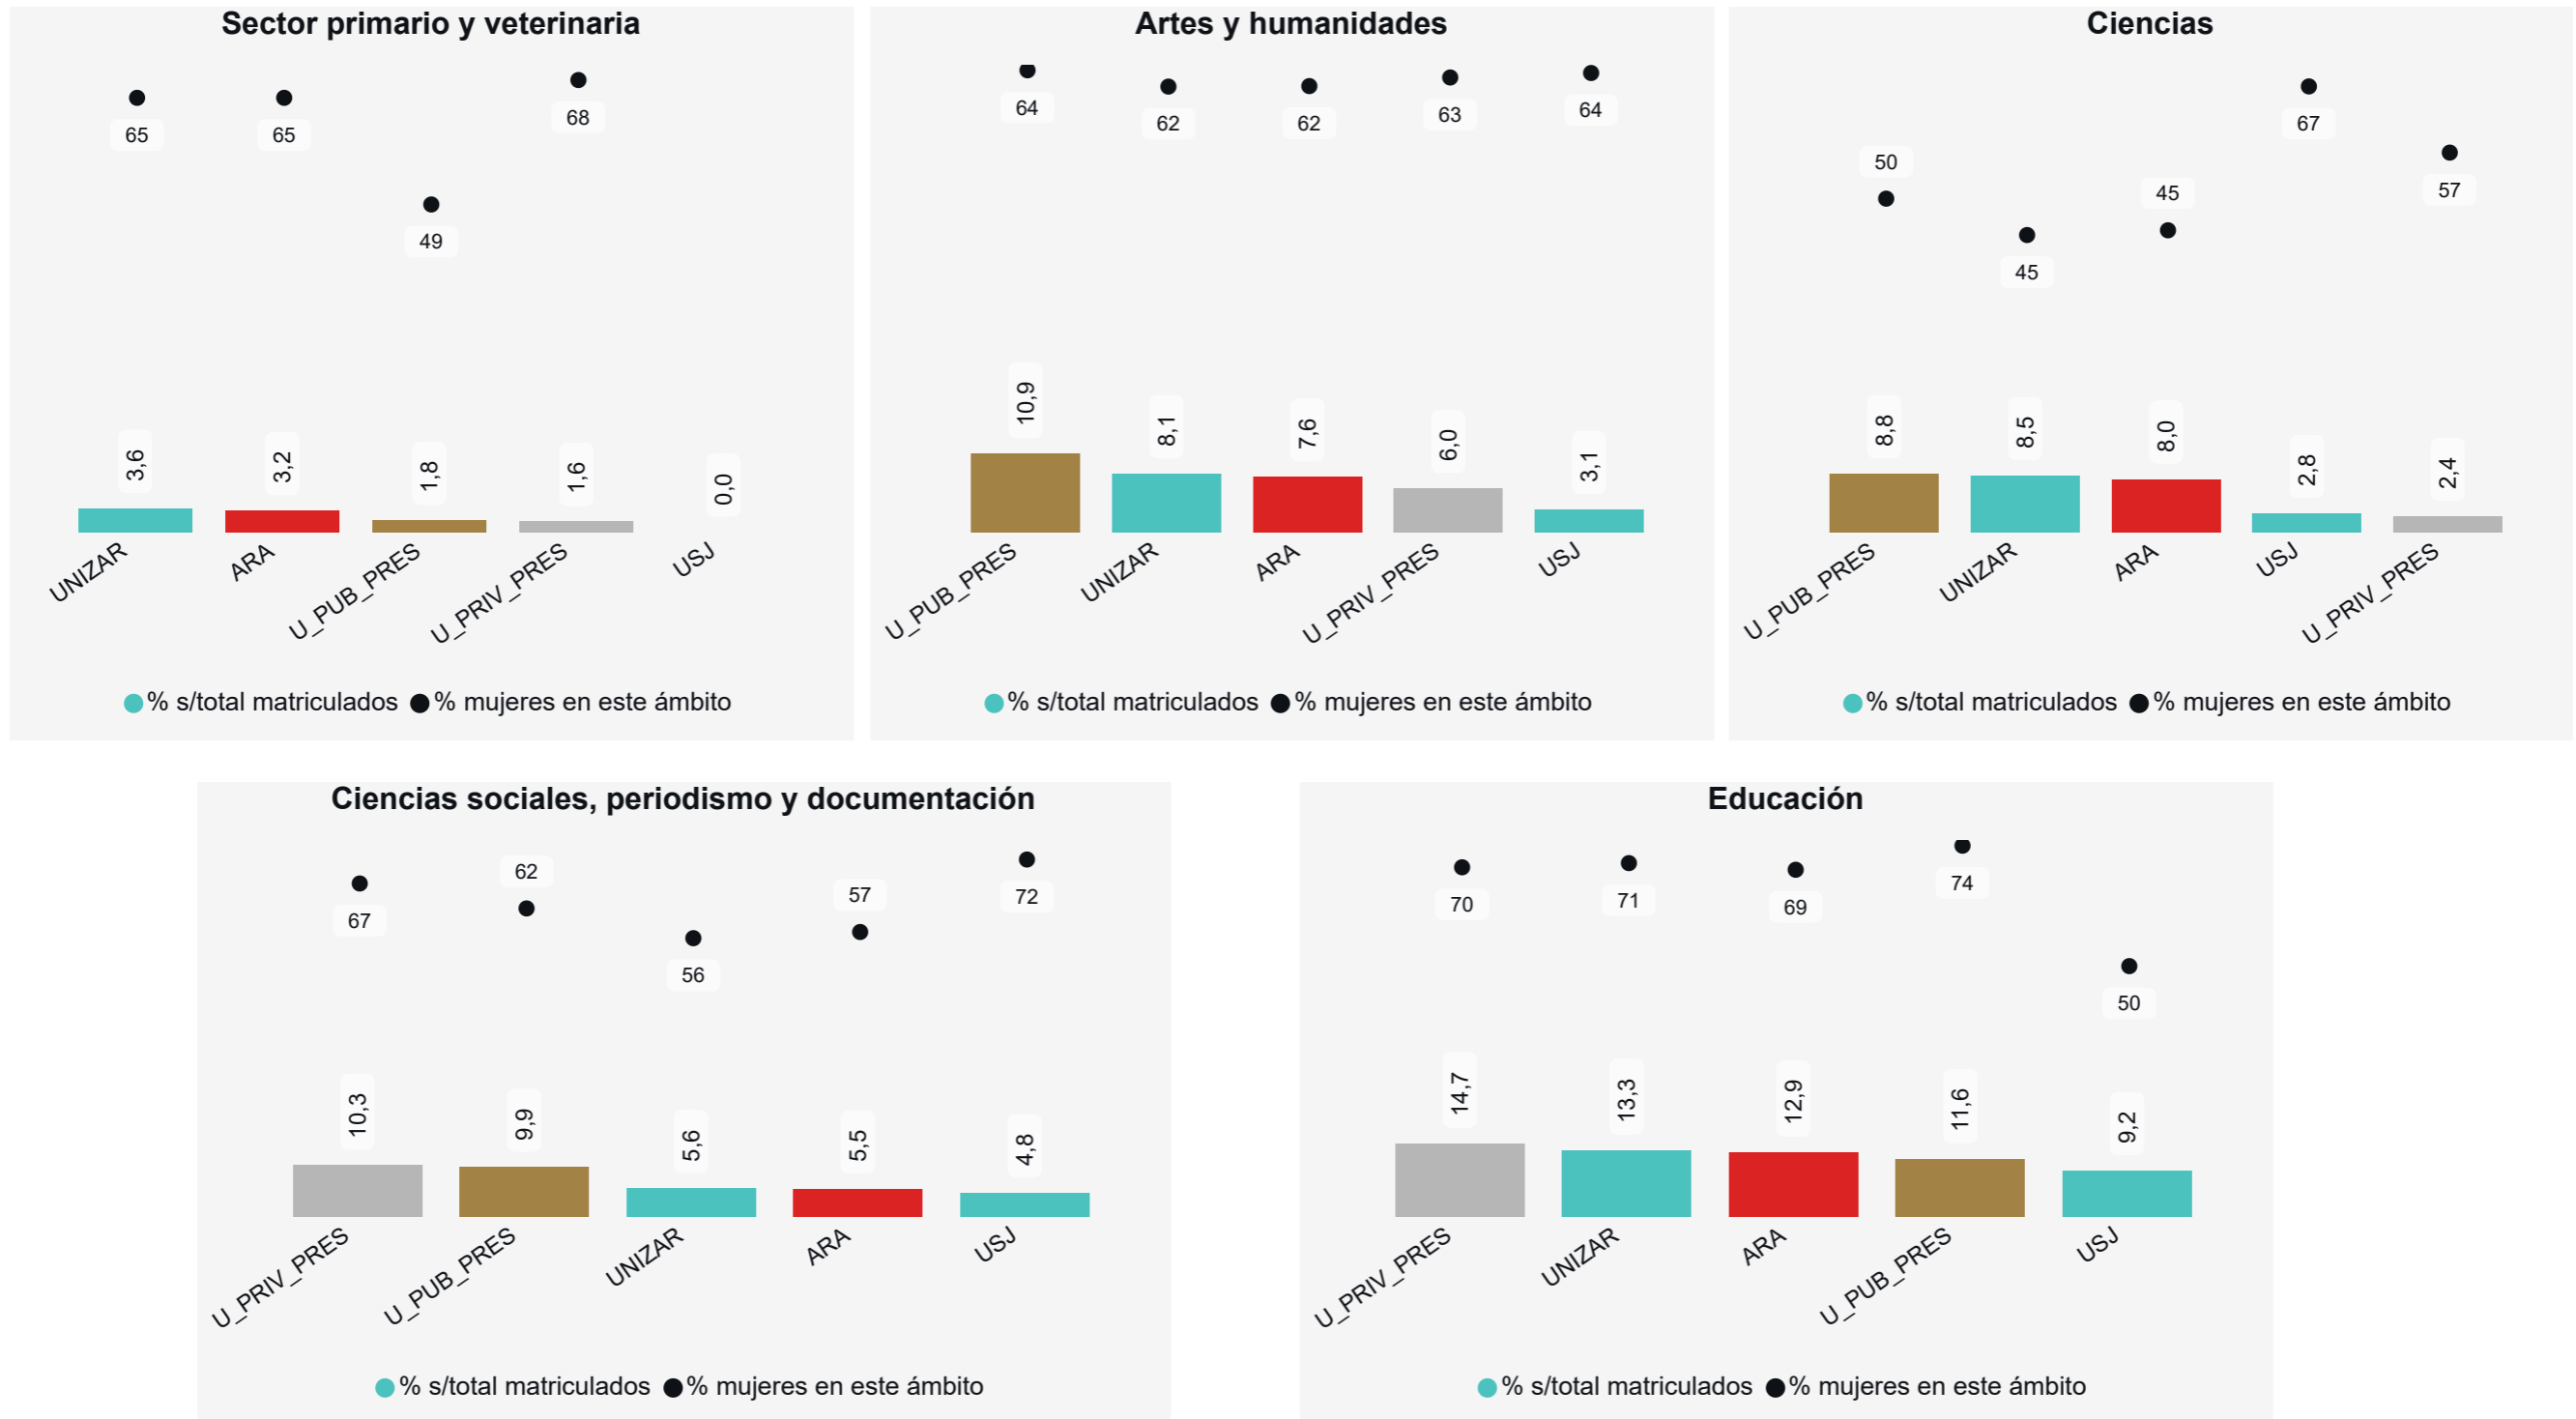 Sector primario y veterinaria
65
65
49
68
3,6
3,2
1,8
1,6
0,0
UNIZAR
ARA
U_PUB_PRES
U_PRIV_PRES
USJ
% s/total matriculados
% mujeres en este ámbito
Artes y humanidades
64
62
62
63
64
10,9
8,1
7,6
6,0
3,1
U_PUB_PRES
UNIZAR
ARA
U_PRIV_PRES
USJ
% s/total matriculados
% mujeres en este ámbito
Ciencias
50
45
45
67
57
8,8
8,5
8,0
2,8
2,4
U_PUB_PRES
UNIZAR
ARA
USJ
U_PRIV_PRES
% s/total matriculados
% mujeres en este ámbito
Ciencias sociales, periodismo y documentación
67
62
56
57
72
10,3
9,9
5,6
5,5
4,8
U_PRIV_PRES
U_PUB_PRES
UNIZAR
ARA
USJ
% s/total matriculados
% mujeres en este ámbito
Educación
70
71
69
74
50
14,7
13,3
12,9
11,6
9,2
U_PRIV_PRES
UNIZAR
ARA
U_PUB_PRES
USJ
% s/total matriculados
% mujeres en este ámbito